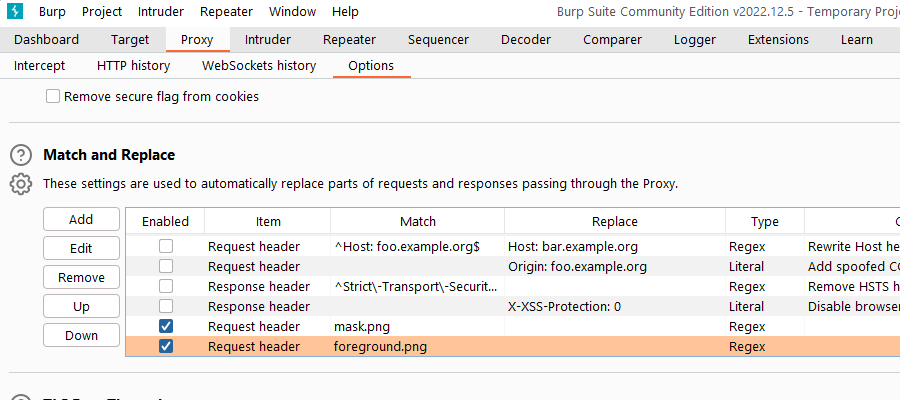 Burp Project Intruder Repeater Window Help Burp Suite Community Edition v2022.12.5 - Temporary Proje
Dashboard Target Proxy Intruder Repeater Sequencer Decoder Comparer Logger Extensions Learn
Intercept HTTP history WebSockets history Options
Remove secure flag from cookies
Match and Replace
These settings are used to automatically replace parts of requests and responses passing through the Proxy.
Add Enabled Item Match Replace Type
Edit Request header ^Host: foo.example.org$ Host: bar.example.org Regex Rewrite Host he
Request header Origin: foo.example.org Literal Add spoofed CO
Remove Response header ^Strict\-Transport\-Securit... Regex Remove HSTS h
Up Response header X-XSS-Protection: 0 Literal Disable browser
Down Request header mask.png Regex
Request header foreground.png Regex